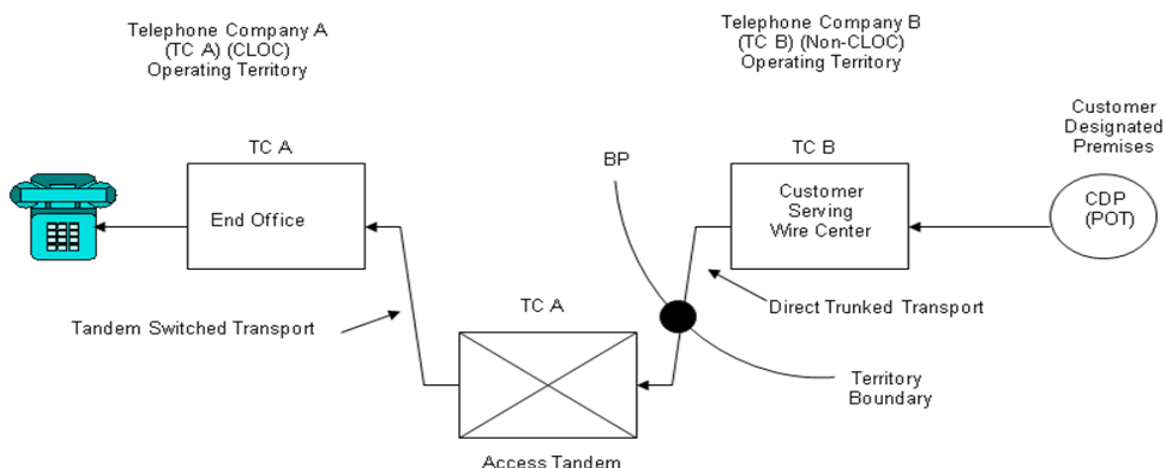 Telephone Company A
(TC A) (CLOC)
Operating Territory
Telephone Company B
(TC B) (Non-CLOC)
Operating Territory
Customer
Designated
Premises
TC A
BP
TC B
End Office
Customer
Serving
Wire Center
CDP
(POT)
Tandem Switched Transport
TC A
Direct Trunked Transport
Territory
Boundary
Access Tandem